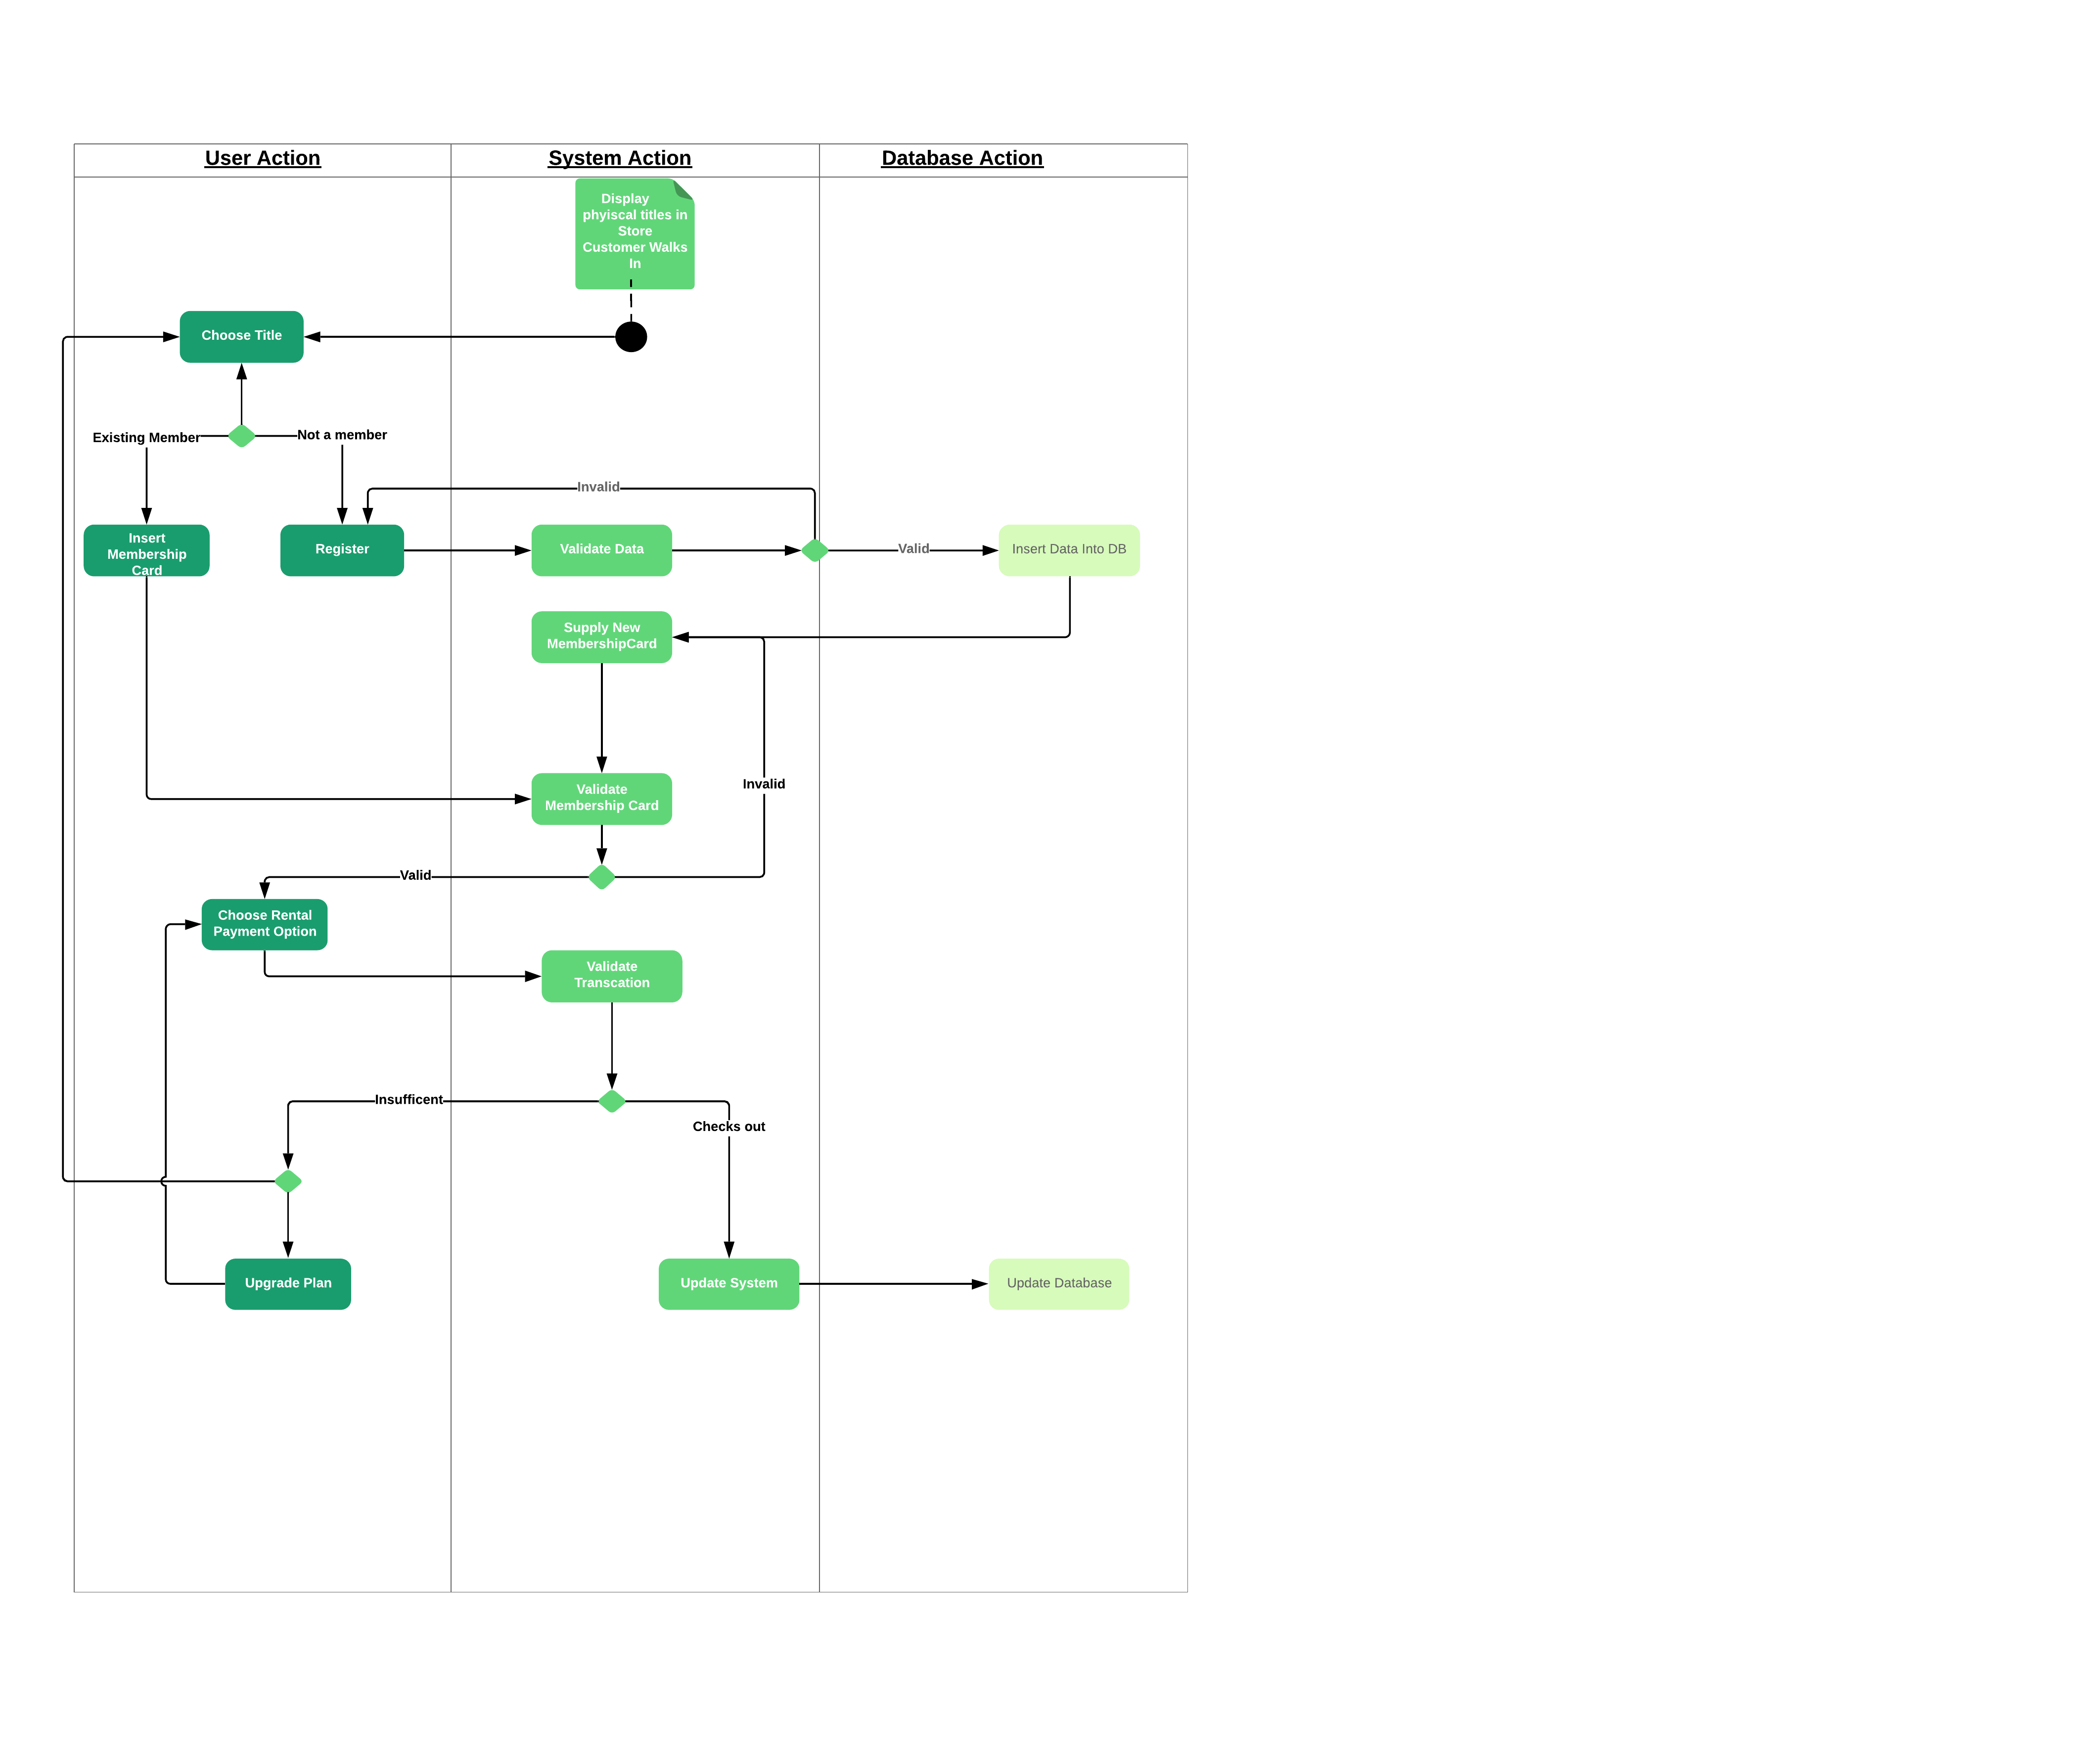 User Action
System Action
Database Action
Display
phyiscal titles in
Store
Customer Walks
In
Choose Title
Existing Member
Not a member
Invalid
Insert
Membership
Card
Register
Validate Data
Valid
Insert Data Into DB
Supply New
MembershipCard
Invalid
Validate
Membership Card
Valid
Choose Rental
Payment Option
Validate
Transcation
Insufficent
Checks out
Upgrade Plan
Update System
Update Database